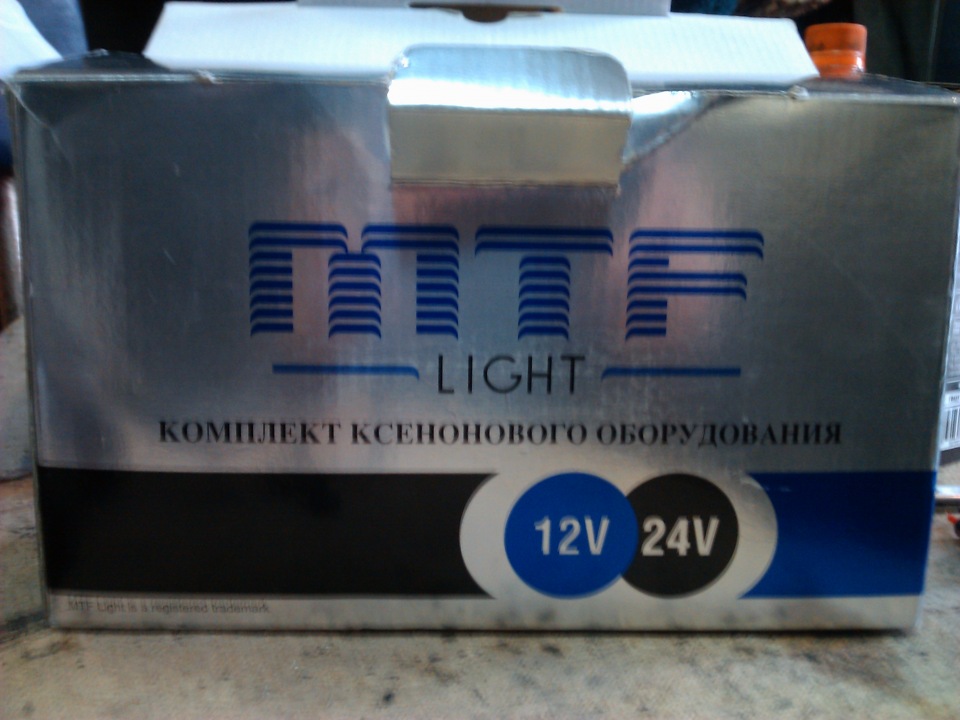 MTF
LIGHT
КОМПЛЕКТ КСЕНОНОВОГО ОБОРУДОВАНИЯ
12V 24V
MTF Light is a registered trademark